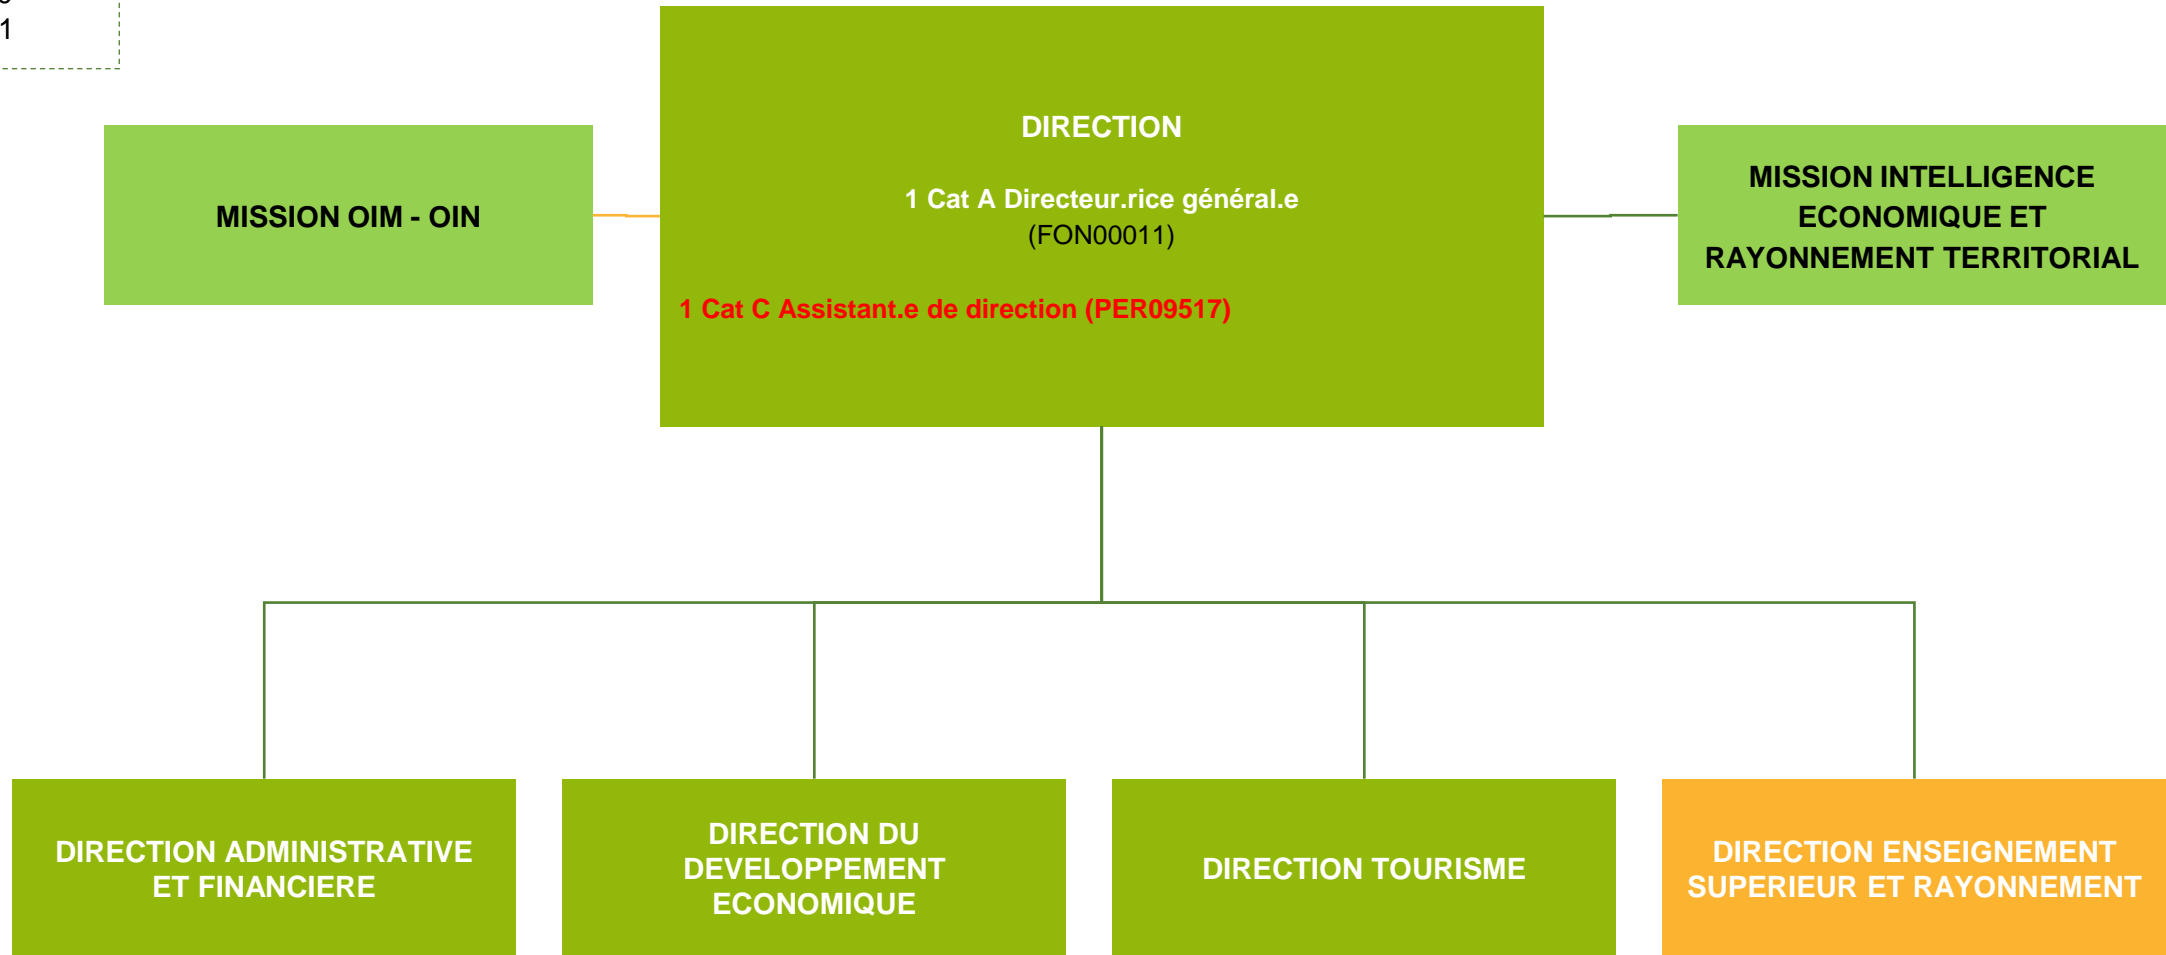 1
DIRECTION
1 Cat A Directeur.rice général.e
(FON00011)
1 Cat C Assistant.e de direction (PER09517)
MISSION OIM - OIN
MISSION INTELLIGENCE
ECONOMIQUE ET
RAYONNEMENT TERRITORIAL
DIRECTION ADMINISTRATIVE
ET FINANCIERE
DIRECTION DU
DEVELOPPEMENT
ECONOMIQUE
DIRECTION TOURISME
DIRECTION ENSEIGNEMENT
SUPERIEUR ET RAYONNEMENT